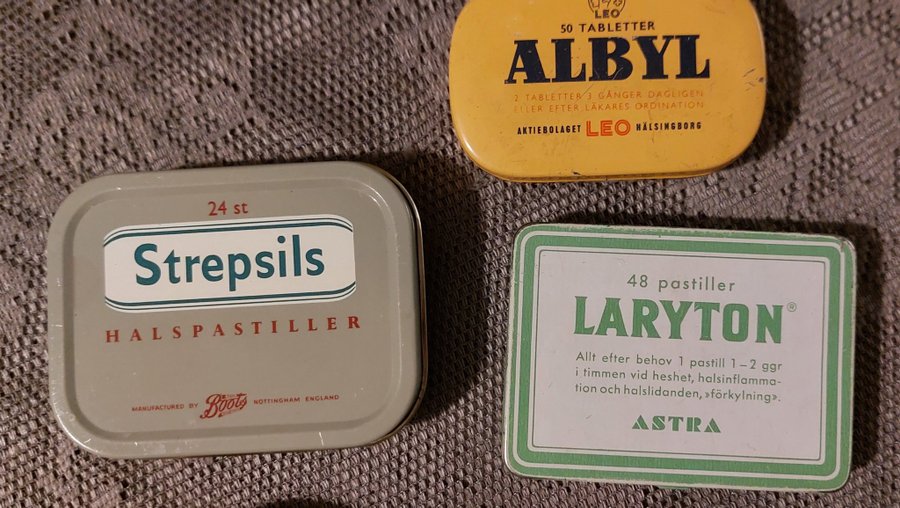 LEO
50 TABLETTER
ALBYL
2 TABLETTER 3 GÅNGER DAGLIGEN
ELLER EFTER LÄKARES ORDINATION
AKTIEBOLAGET LEO HÄLSINGBORG
24 st
Strepsils
HALSPASTILLER
MANUFACTURED BY Boots NOTTINGHAM ENGLAND
48 pastiller
LARYTON®
Allt efter behov 1 pastill 1–2 ggr
i timmen vid heshet, halsinflamma-
tion och halslidanden, »förkylning».
ASTRA